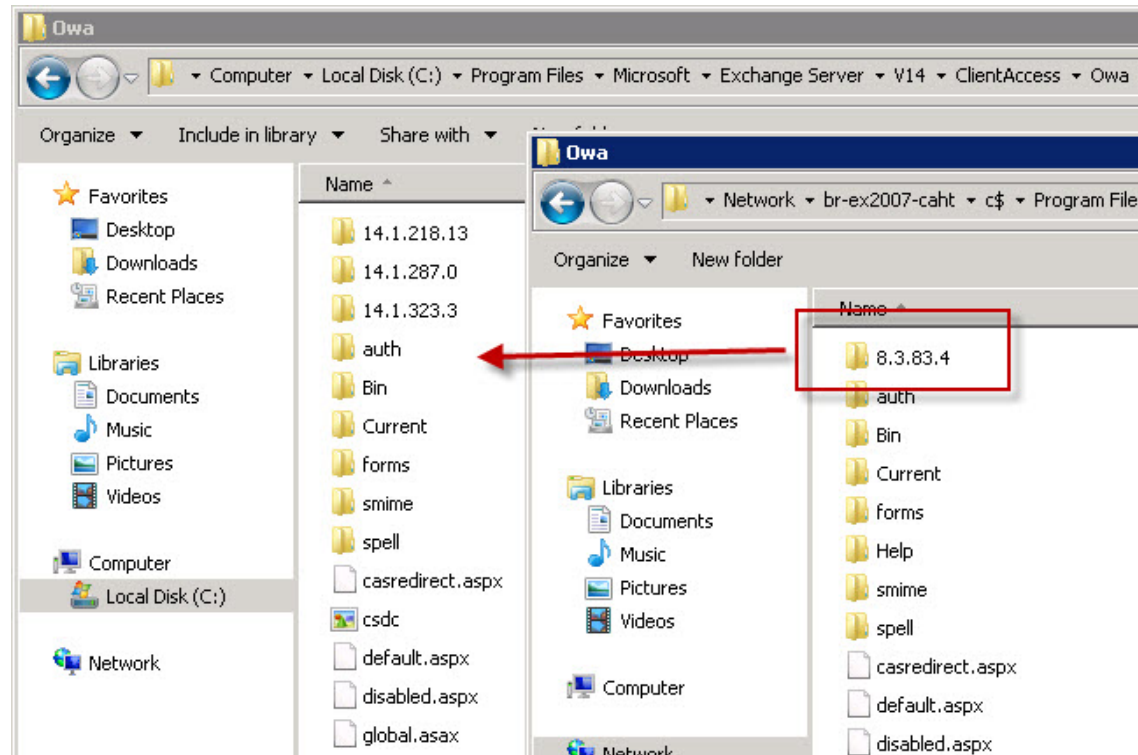 Owa
Computer Local Disk (C:) Program Files Microsoft Exchange Server V14 ClientAccess Owa
Organize Include in library Share with
Favorites
Desktop
Downloads
Recent Places
Libraries
Documents
Music
Pictures
Videos
Computer
Local Disk (C:)
Network
Name
14.1.218.13
14.1.287.0
14.1.323.3
auth
Bin
Current
forms
smime
spell
casredirect.aspx
csdc
default.aspx
disabled.aspx
global.asax
Owa
Network br-ex2007-caht c$ Program File
Organize New folder
Favorites
Desktop
Downloads
Recent Places
Libraries
Documents
Music
Pictures
Videos
Computer
Network
Name
8.3.83.4
auth
Bin
Current
forms
Help
smime
spell
casredirect.aspx
default.aspx
disabled.aspx